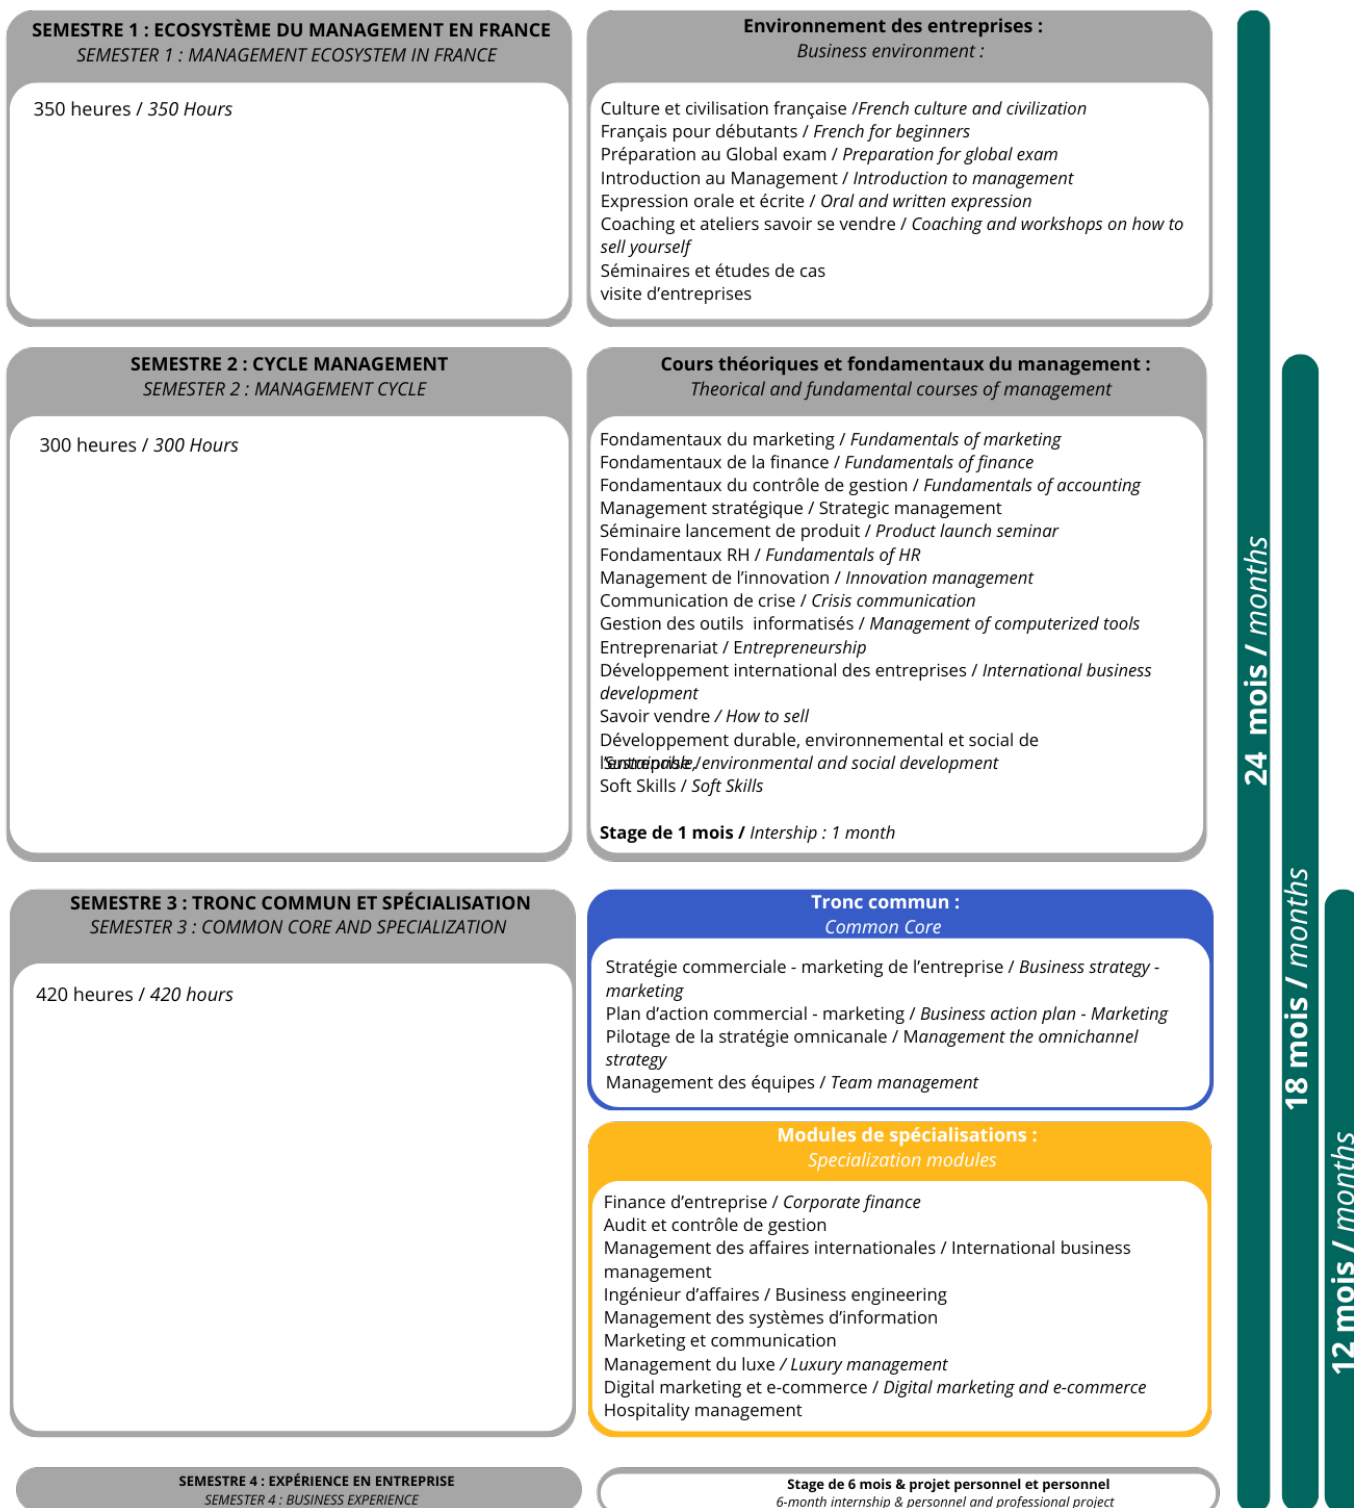 SEMESTRE 1 : ECOSYSTÈME DU MANAGEMENT EN FRANCE
SEMESTER 1 : MANAGEMENT ECOSYSTEM IN FRANCE
350 heures / 350 Hours
Environnement des entreprises :
Business environment :
Culture et civilisation française /French culture and civilization
Français pour débutants / French for beginners
Préparation au Global exam / Preparation for global exam
Introduction au Management / Introduction to management
Expression orale et écrite / Oral and written expression
Coaching et ateliers savoir se vendre / Coaching and workshops on how to
sell yourself
Séminaires et études de cas
visite d’entreprises
SEMESTRE 2 : CYCLE MANAGEMENT
SEMESTER 2 : MANAGEMENT CYCLE
300 heures / 300 Hours
Cours théoriques et fondamentaux du management :
Theorical and fundamental courses of management
Fondamentaux du marketing / Fundamentals of marketing
Fondamentaux de la finance / Fundamentals of finance
Fondamentaux du contrôle de gestion / Fundamentals of accounting
Management stratégique / Strategic management
Séminaire lancement de produit / Product launch seminar
Fondamentaux RH / Fundamentals of HR
Management de l’innovation / Innovation management
Communication de crise / Crisis communication
Gestion des outils informatisés / Management of computerized tools
Entreprenariat / Entrepreneurship
Développement international des entreprises / International business
development
Savoir vendre / How to sell
Développement durable, environnemental et social de
l’entreprise / Sustainable, environmental and social development
Soft Skills / Soft Skills
Stage de 1 mois / Intership : 1 month
SEMESTRE 3 : TRONC COMMUN ET SPÉCIALISATION
SEMESTER 3 : COMMON CORE AND SPECIALIZATION
420 heures / 420 hours
Tronc commun :
Common Core
Stratégie commerciale - marketing de l’entreprise / Business strategy -
marketing
Plan d’action commercial - marketing / Business action plan - Marketing
Pilotage de la stratégie omnicanale / Management the omnichannel
strategy
Management des équipes / Team management
Modules de spécialisations :
Specialization modules
Finance d’entreprise / Corporate finance
Audit et contrôle de gestion
Management des affaires internationales / International business
management
Ingénieur d’affaires / Business engineering
Management des systèmes d’information
Marketing et communication
Management du luxe / Luxury management
Digital marketing et e-commerce / Digital marketing and e-commerce
Hospitality management
SEMESTRE 4 : EXPÉRIENCE EN ENTREPRISE
SEMESTER 4 : BUSINESS EXPERIENCE
Stage de 6 mois & projet personnel et personnel
6-month internship & personnel and professional project
24 mois / months
18 mois / months
12 mois / months